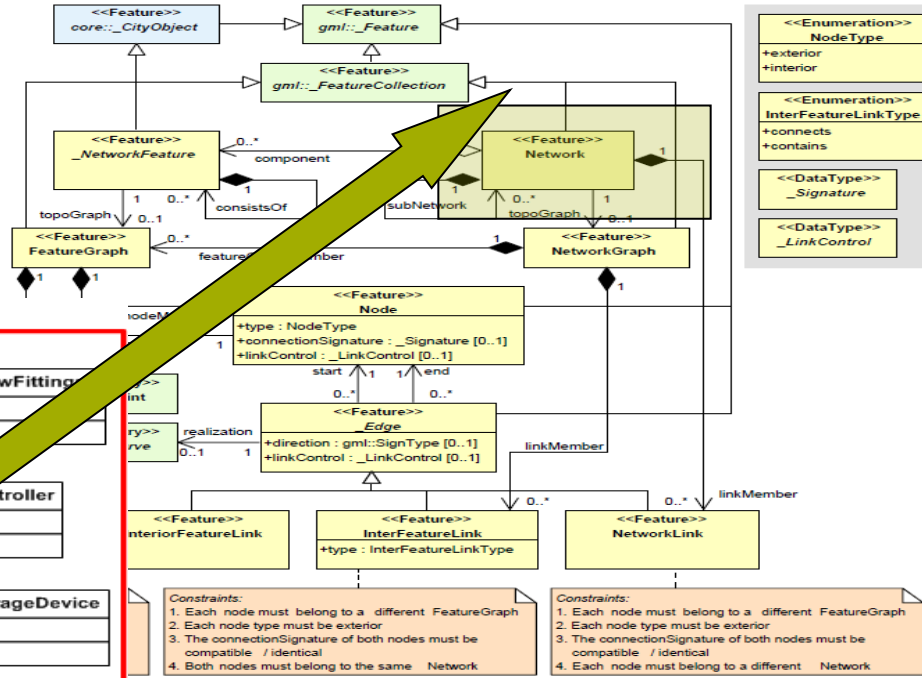 <<Feature>>
core::_CityObject
<<Feature>>
gml::_Feature
<<Enumeration>>
NodeType
+exterior
+interior
<<Feature>>
gml::_FeatureCollection
<<Enumeration>>
InterFeatureLinkType
+connects
+contains
<<Feature>>
_NetworkFeature
0..*
component
<<Feature>>
Network
1
1
1
<<DataType>>
_Signature
1
0..*
consistsOf
subNetwork
0..*
1
topoGraph
0..1
topoGraph
0..1
<<DataType>>
_LinkControl
<<Feature>>
FeatureGraph
0..*
1
<<Feature>>
NetworkGraph
1
1
1
<<Feature>>
Node
+type : NodeType
+connectionSignature : _Signature [0..1]
+linkControl : _LinkControl [0..1]
1
start
1
1
end
0..*
0..*
<<Feature>>
_Edge
+direction : gml::SignType [0..1]
+linkControl : _LinkControl [0..1]
realization
0..1
1
linkMember
0..*
0..*
linkMember
<<Feature>>
nteriorFeatureLink
<<Feature>>
InterFeatureLink
+type : InterFeatureLinkType
<<Feature>>
NetworkLink
wFitting
troller
ageDevice
Constraints:
1. Each node must belong to a different FeatureGraph
2. Each node type must be exterior
3. The connectionSignature of both nodes must be
compatible / identical
4. Both nodes must belong to the same Network
Constraints:
1. Each node must belong to a different FeatureGraph
2. Each node type must be exterior
3. The connectionSignature of both nodes must be
compatible / identical
4. Each node must belong to a different Network